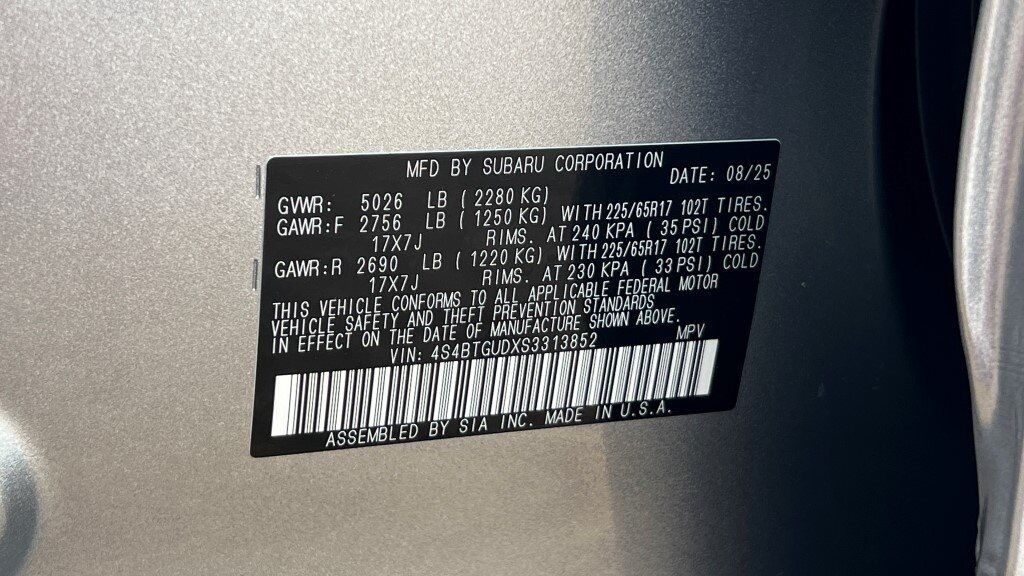 MFD BY SUBARU CORPORATION DATE: 08/25
GVWR: 5026 LB ( 2280 KG)
GAWR:F 2756 LB ( 1250 KG) WITH 225/65R17 102T TIRES.
17X7J RIMS. AT 240 KPA ( 35 PSI) COLD
GAWR:R 2690 LB ( 1220 KG) WITH 225/65R17 102T TIRES.
17X7J RIMS. AT 230 KPA ( 33 PSI) COLD
THIS VEHICLE CONFORMS TO ALL APPLICABLE FEDERAL MOTOR
VEHICLE SAFETY AND THEFT PREVENTION STANDARDS
IN EFFECT ON THE DATE OF MANUFACTURE SHOWN ABOVE.
VIN: 4S4BTGUDXS3313852 MPV
ASSEMBLED BY SIA INC. MADE IN U.S.A.